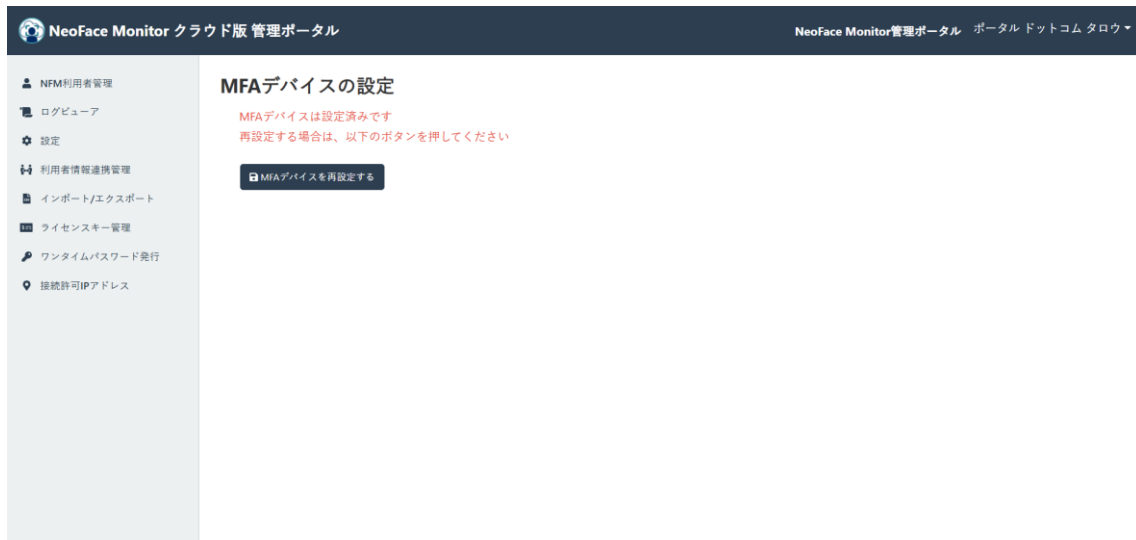 NeoFace Monitor クラウド版 管理ポータル
NeoFace Monitor管理ポータル ポータル ドットコム タロウ
NFM利用者管理
ログビューア
設定
利用者情報連携管理
インポート/エクスポート
ライセンスキー管理
ワンタイムパスワード発行
接続許可IPアドレス
MFAデバイスの設定
MFAデバイスは設定済みです
再設定する場合は、以下のボタンを押してください
MFAデバイスを再設定する